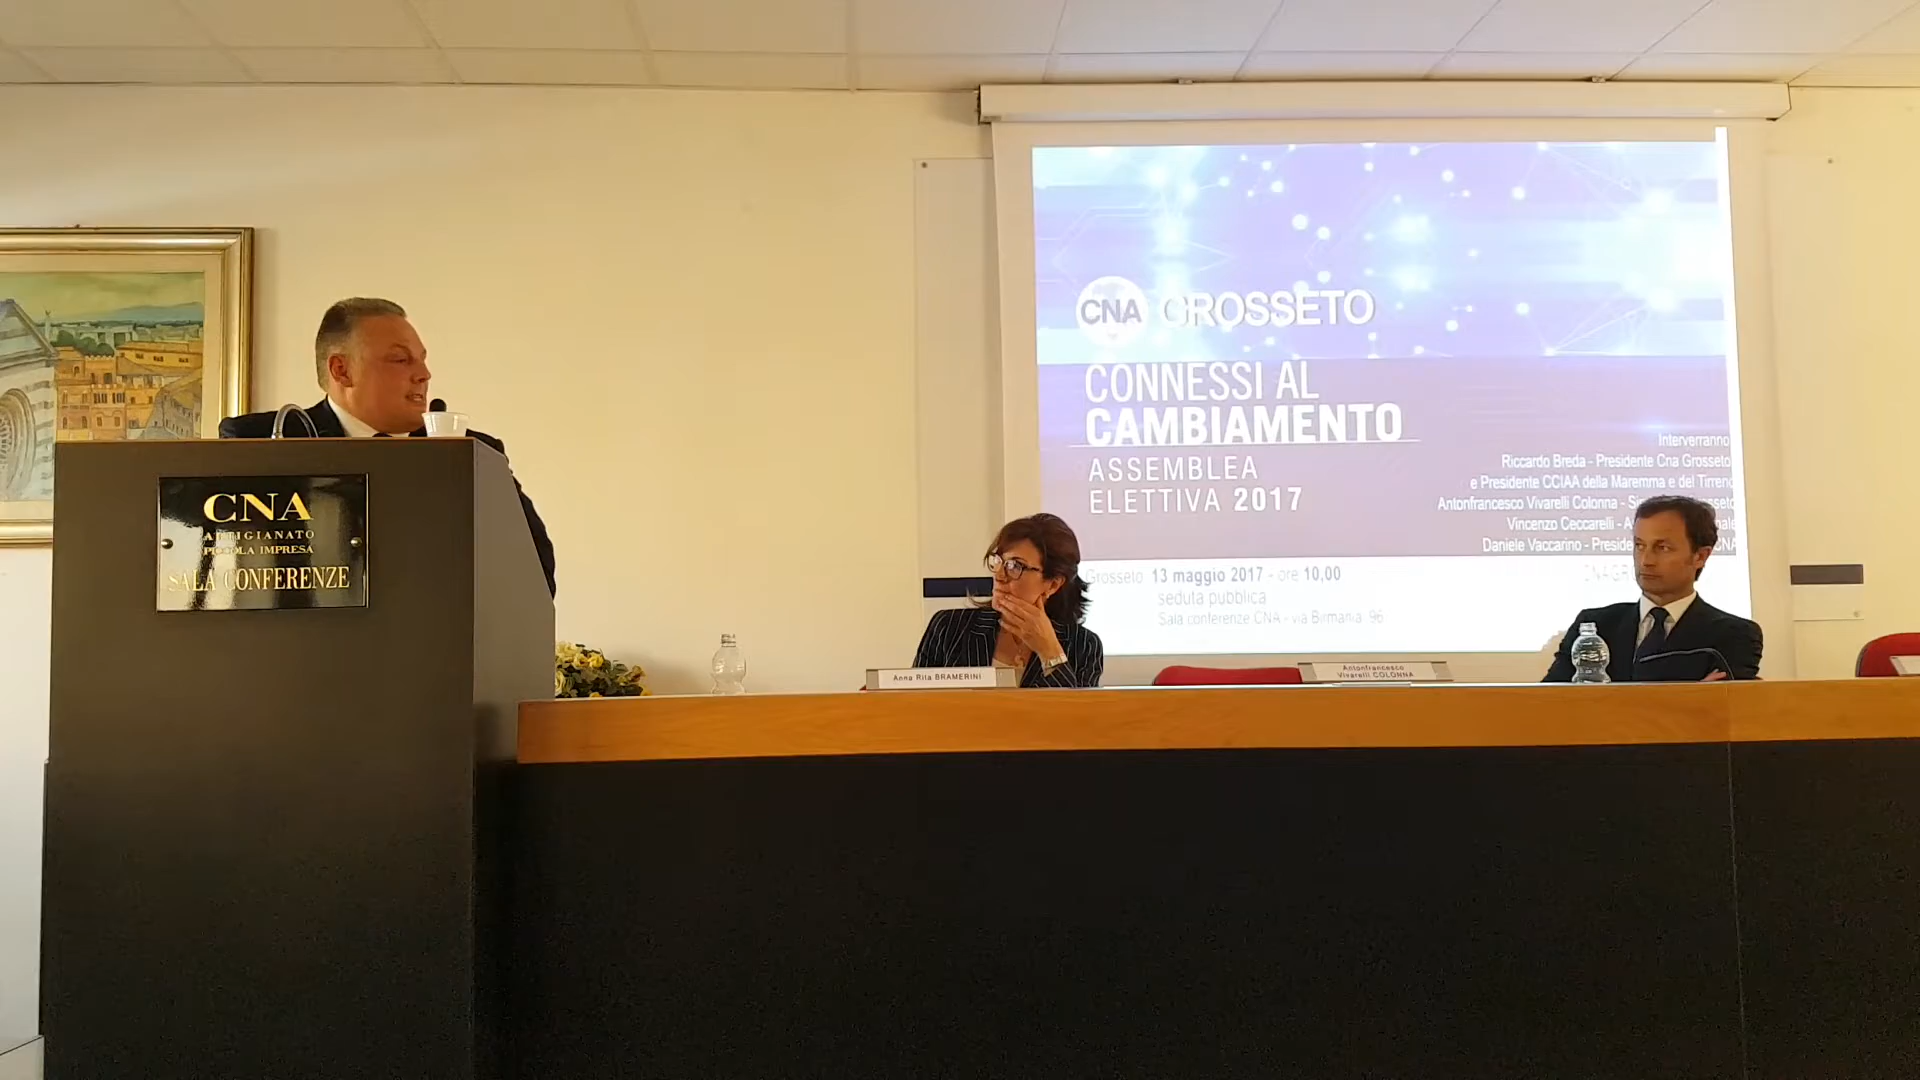 CNA
ARTIGIANATO
PICCOLA IMPRESA
SALA CONFERENZE
CNA GROSSETO
CONNESSI AL
CAMBIAMENTO
ASSEMBLEA
ELETTIVA 2017
Interverranno
Riccardo Breda - Presidente Cna Grosseto
e Presidente CCIAA della Maremma e del Tirreno
Antonfrancesco Vivarelli Colonna -
Vincenzo Ceccarelli -
Daniele Vaccarino - CNA
Grosseto 13 maggio 2017 - ore 10,00
seduta pubblica
Sala conferenze CNA - via Birmania, 96
Anna Rita BRAMERINI
Antonfrancesco
Vivarelli COLONNA